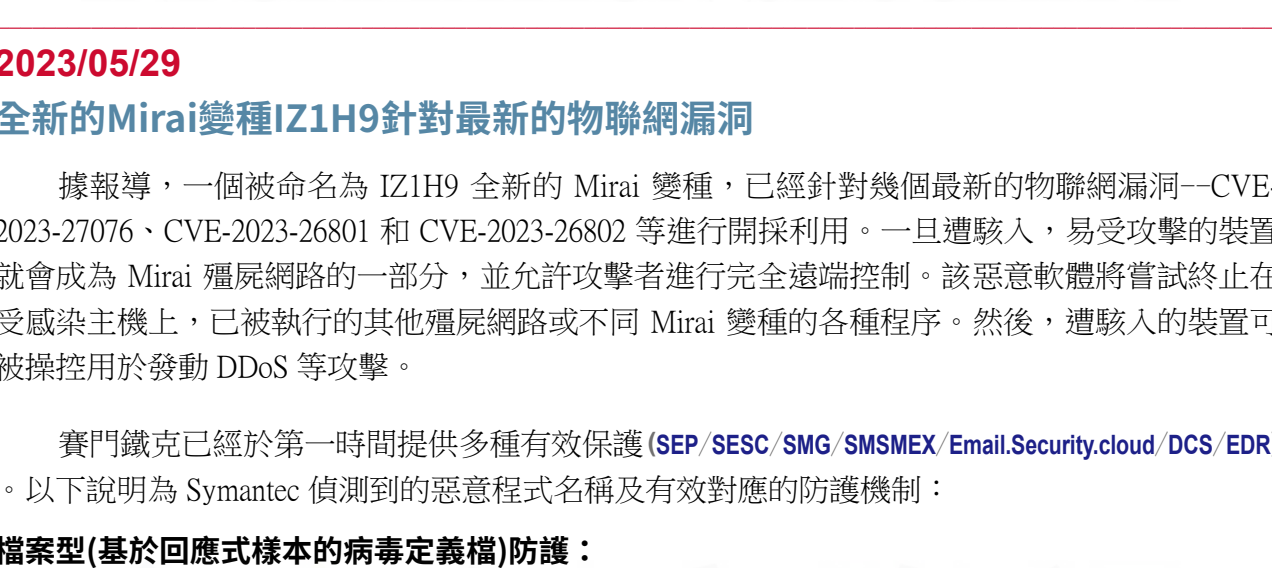 2023/05/29
全新的Mirai變種IZ1H9針對最新的物聯網漏洞
據報導，一個被命名為 IZ1H9 全新的 Mirai 變種，已經針對幾個最新的物聯網漏洞--CVE-
2023-27076、CVE-2023-26801 和 CVE-2023-26802 等進行開採利用。一旦遭駭入，易受攻擊的裝置
就會成為 Mirai 殭屍網路的一部分，並允許攻擊者進行完全遠端控制。該惡意軟體將嘗試終止在
受感染主機上，已被執行的其他殭屍網路或不同 Mirai 變種的各種程序。然後，遭駭入的裝置可
被操控用於發動 DDoS 等攻擊。
賽門鐵克已經於第一時間提供多種有效保護(SEP/SESC/SMG/SMSMEX/Email.Security.cloud/DCS/EDR
。以下說明為 Symantec 偵測到的惡意程式名稱及有效對應的防護機制：
檔案型(基於回應式樣本的病毒定義檔)防護：